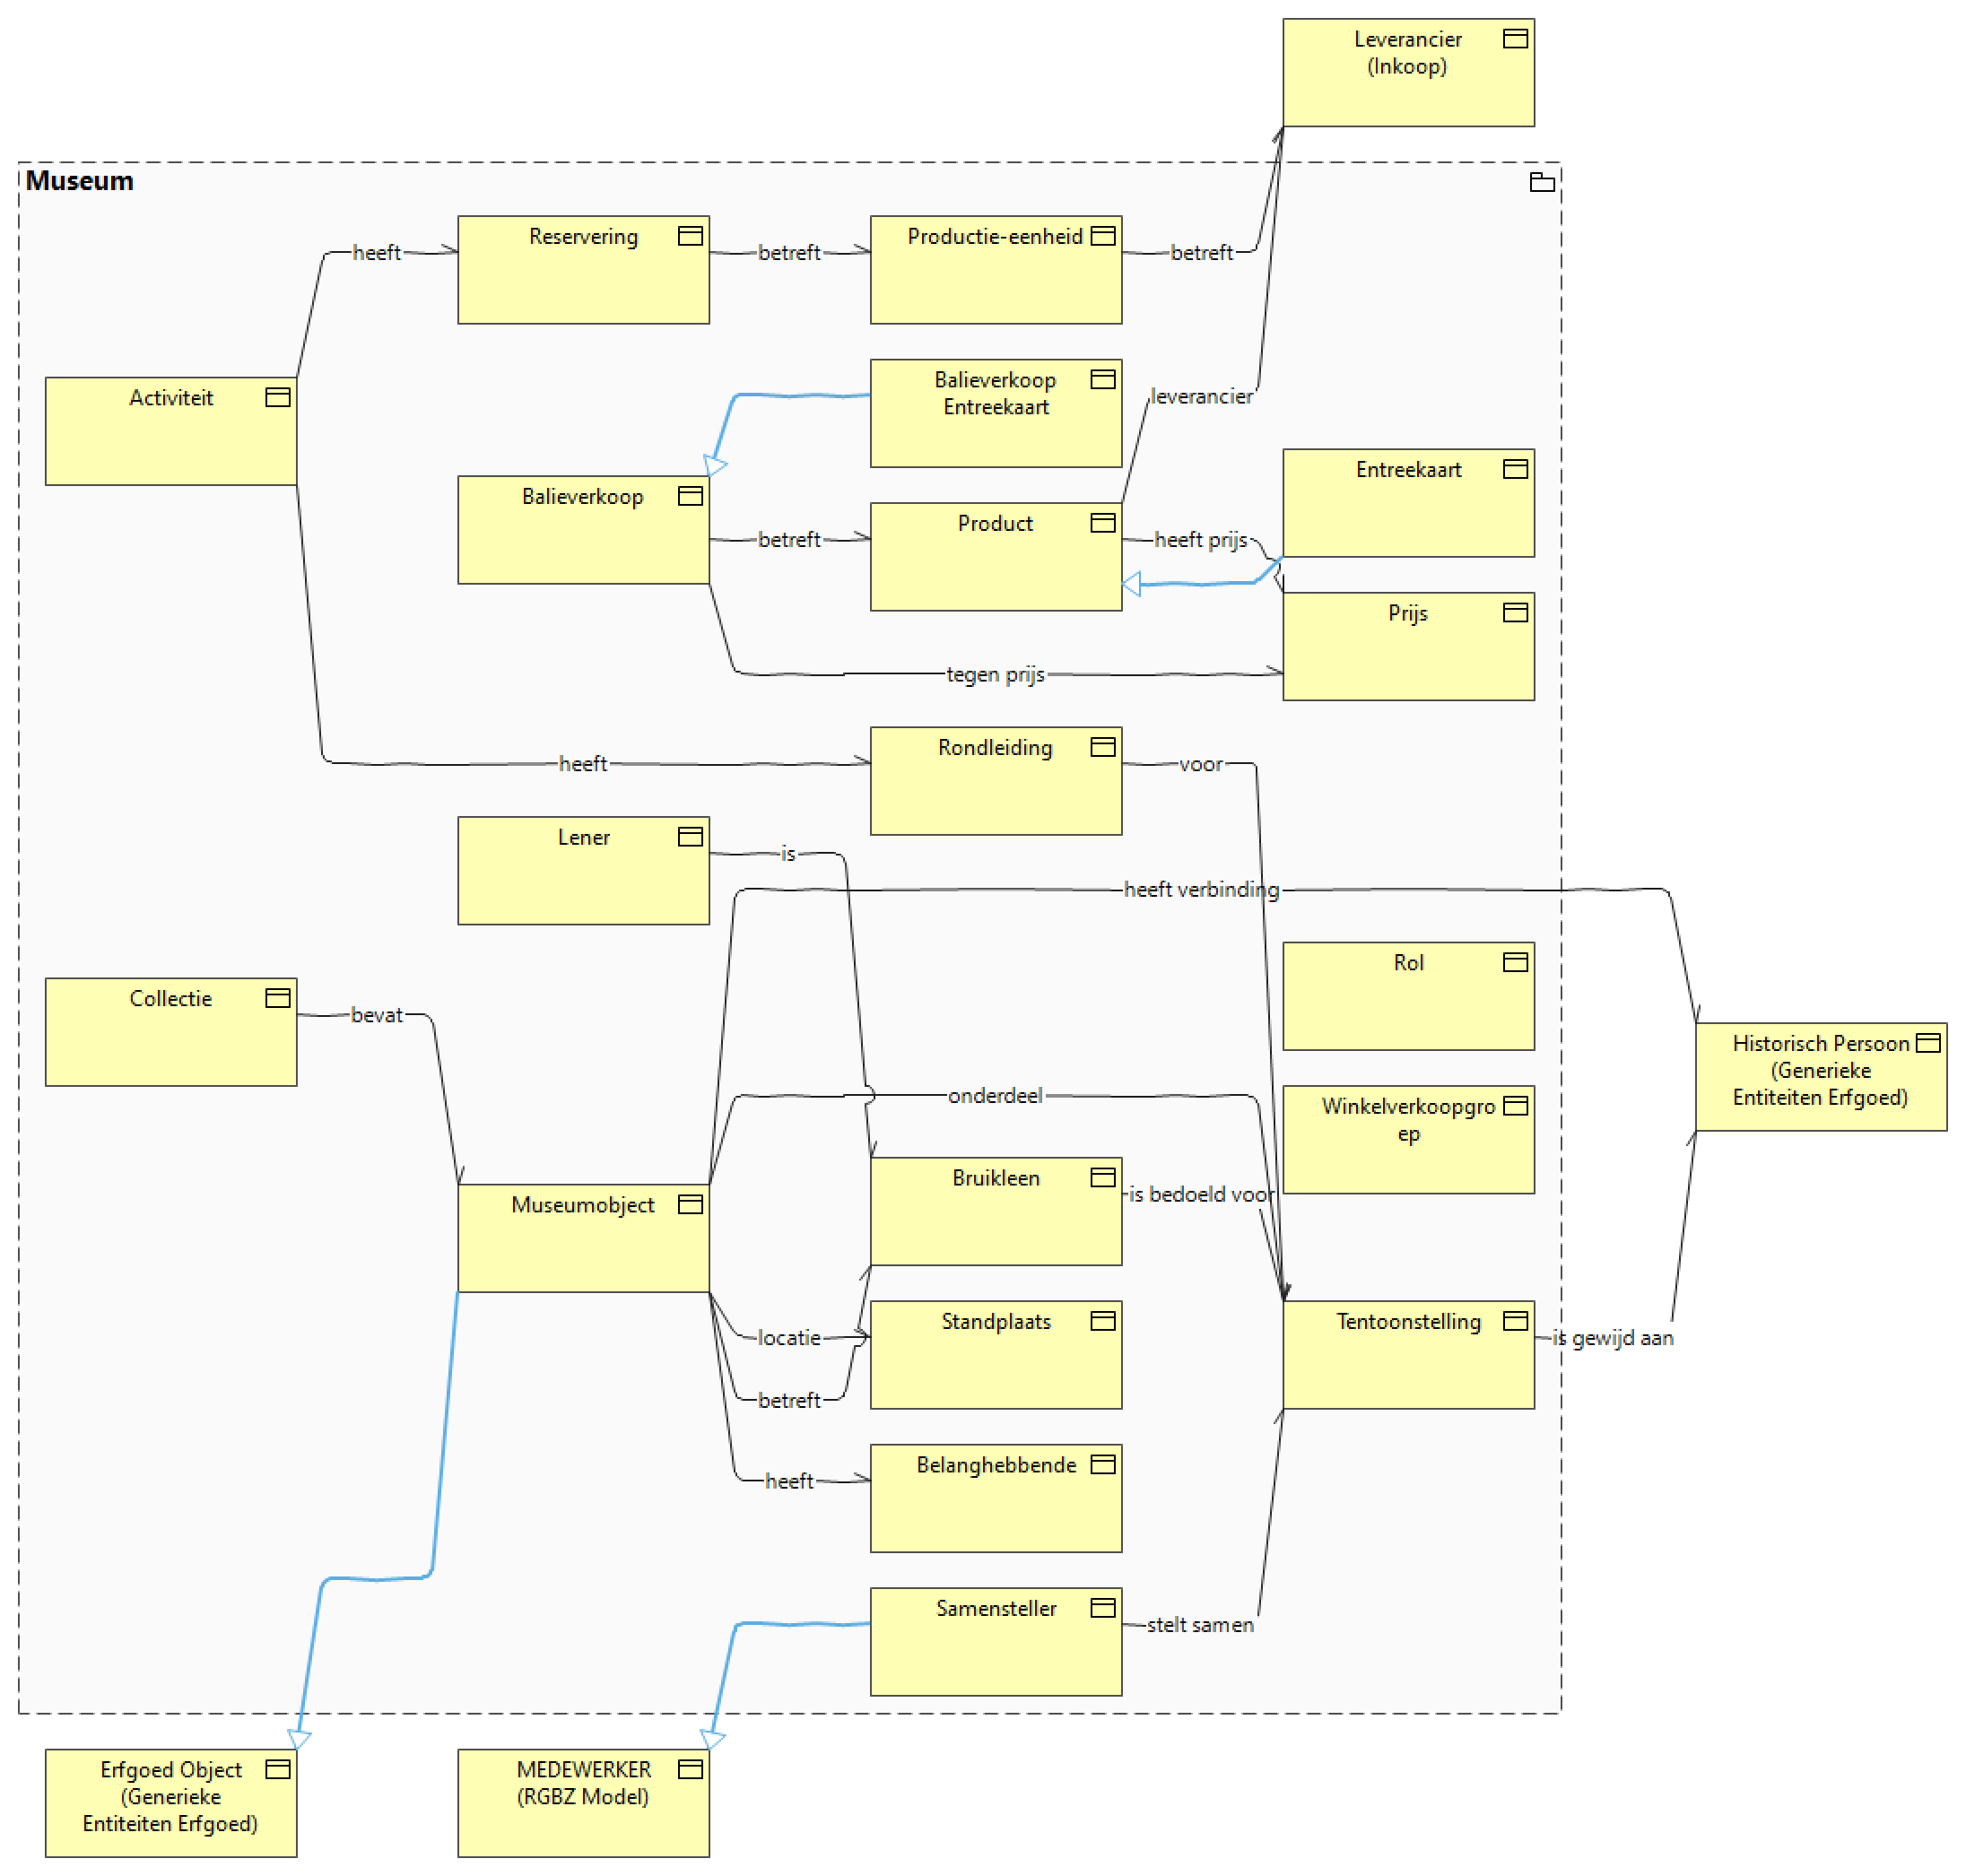 Leverancier
(Inkoop)
Museum
Reservering
Productie-eenheid
heeft
betreft
betreft
Activiteit
Balieverkoop
Entreekaart
leverancier
Entreekaart
Balieverkoop
Product
betreft
heeft prijs
Prijs
tegen prijs
Rondleiding
heeft
voor
Lener
is
heeft verbinding
Rol
Collectie
bevat
Historisch Persoon
(Generieke
Entiteiten Erfgoed)
onderdeel
Winkelverkoopgro
ep
Bruikleen
is bedoeld voor
Museumobject
Standplaats
Tentoonstelling
locatie
is gewijd aan
betreft
Belanghebbende
heeft
Samensteller
stelt samen
Erfgoed Object
(Generieke
Entiteiten Erfgoed)
MEDEWERKER
(RGBZ Model)